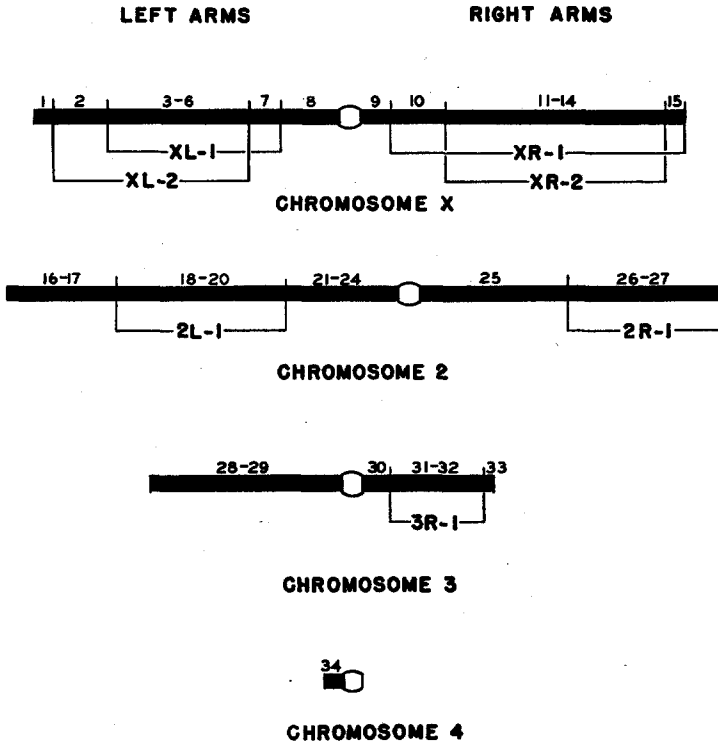 LEFT ARMS RIGHT ARMS
1 2 3-6 7 8 9 10 11-14 15
XL-1 XR-1
XL-2 XR-2
CHROMOSOME X
16-17 18-20 21-24 25 26-27
2L-1 2R-1
CHROMOSOME 2
28-29 30 31-32 33
3R-1
CHROMOSOME 3
34
CHROMOSOME 4